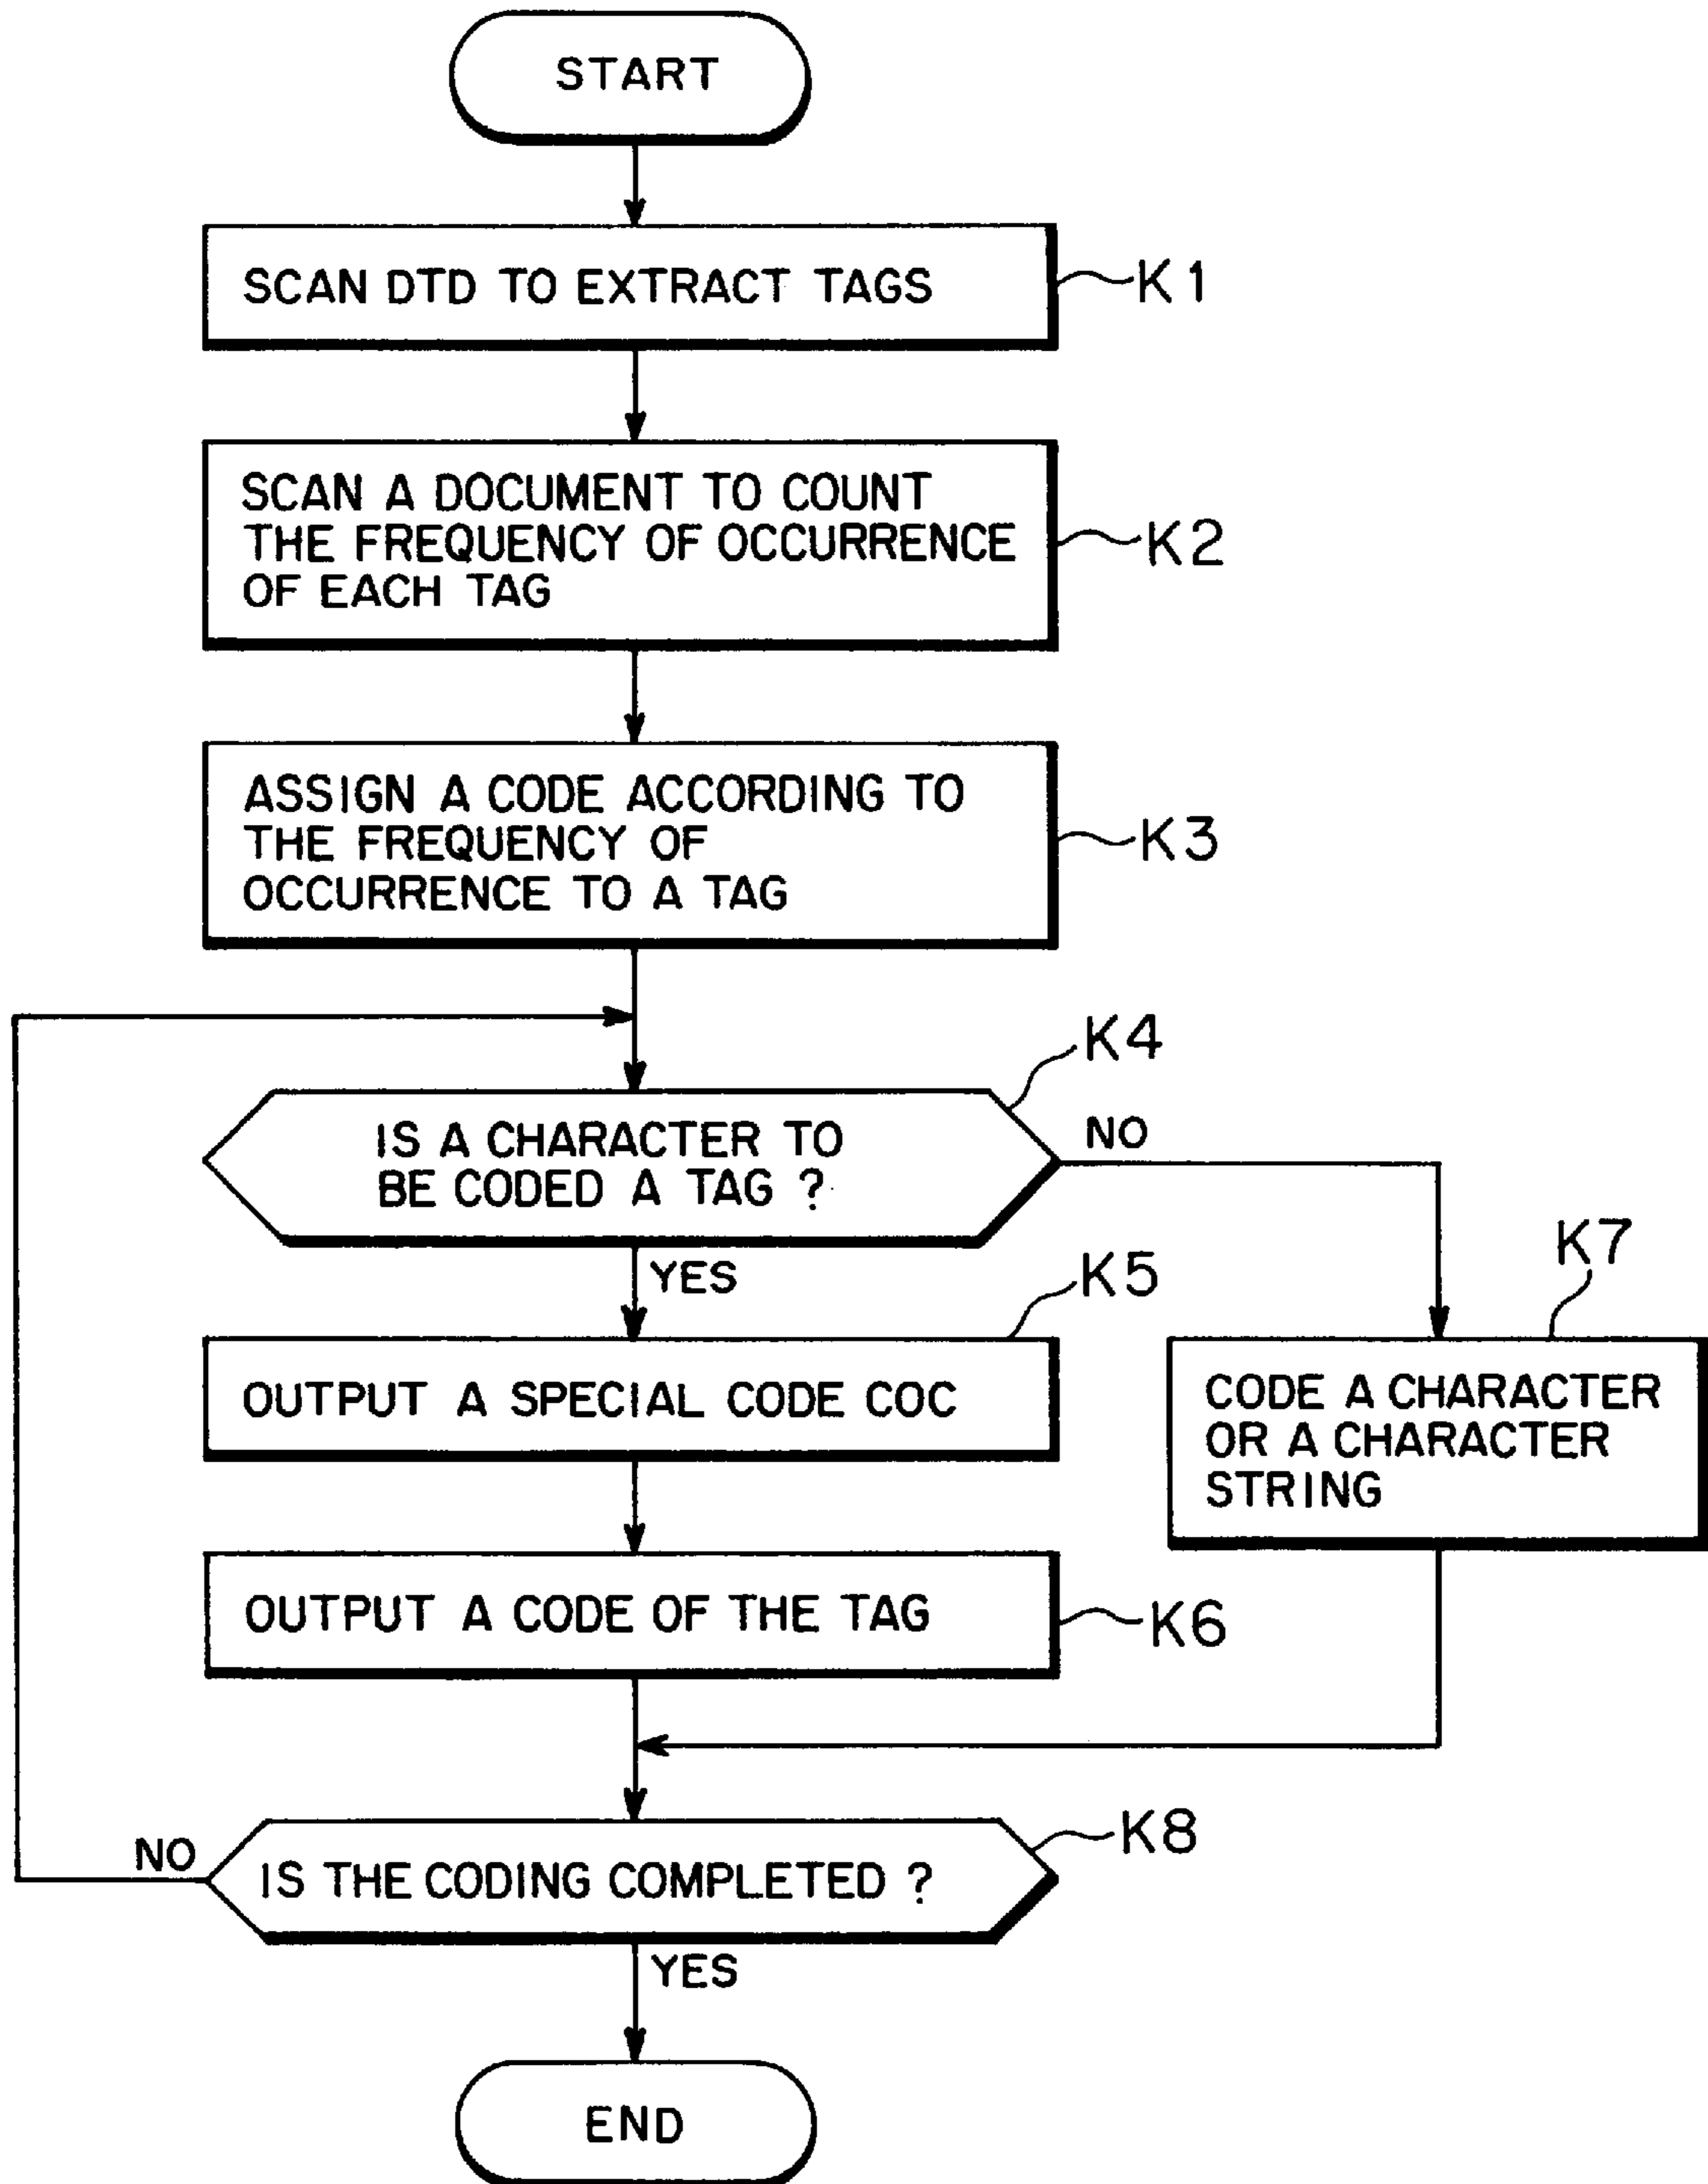 START
SCAN DTD TO EXTRACT TAGS
K1
SCAN A DOCUMENT TO COUNT
THE FREQUENCY OF OCCURRENCE
OF EACH TAG
K2
ASSIGN A CODE ACCORDING TO
THE FREQUENCY OF
OCCURRENCE TO A TAG
K3
K4
IS A CHARACTER TO
BE CODED A TAG ?
NO
YES
K5
OUTPUT A SPECIAL CODE COC
K7
CODE A CHARACTER
OR A CHARACTER
STRING
OUTPUT A CODE OF THE TAG
K6
K8
NO
IS THE CODING COMPLETED ?
YES
END